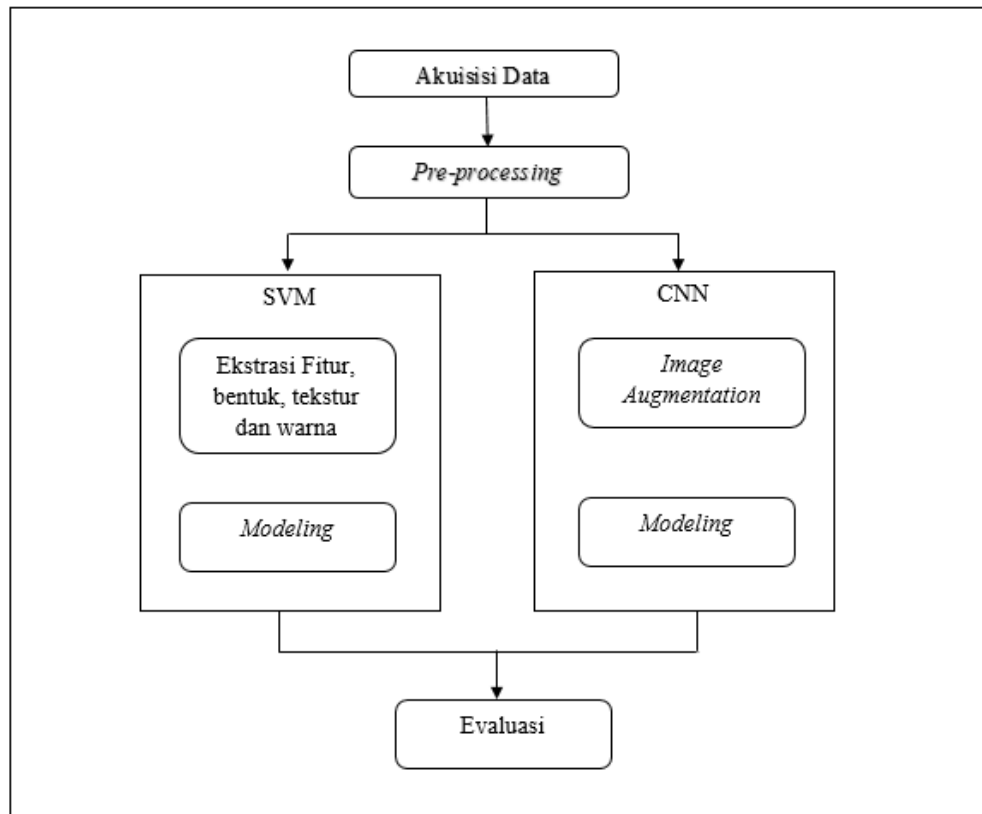 Akuisisi Data
Pre-processing
SVM
Ekstrasi Fitur,
bentuk, tekstur
dan warna
Modeling
CNN
Image
Augmentation
Modeling
Evaluasi